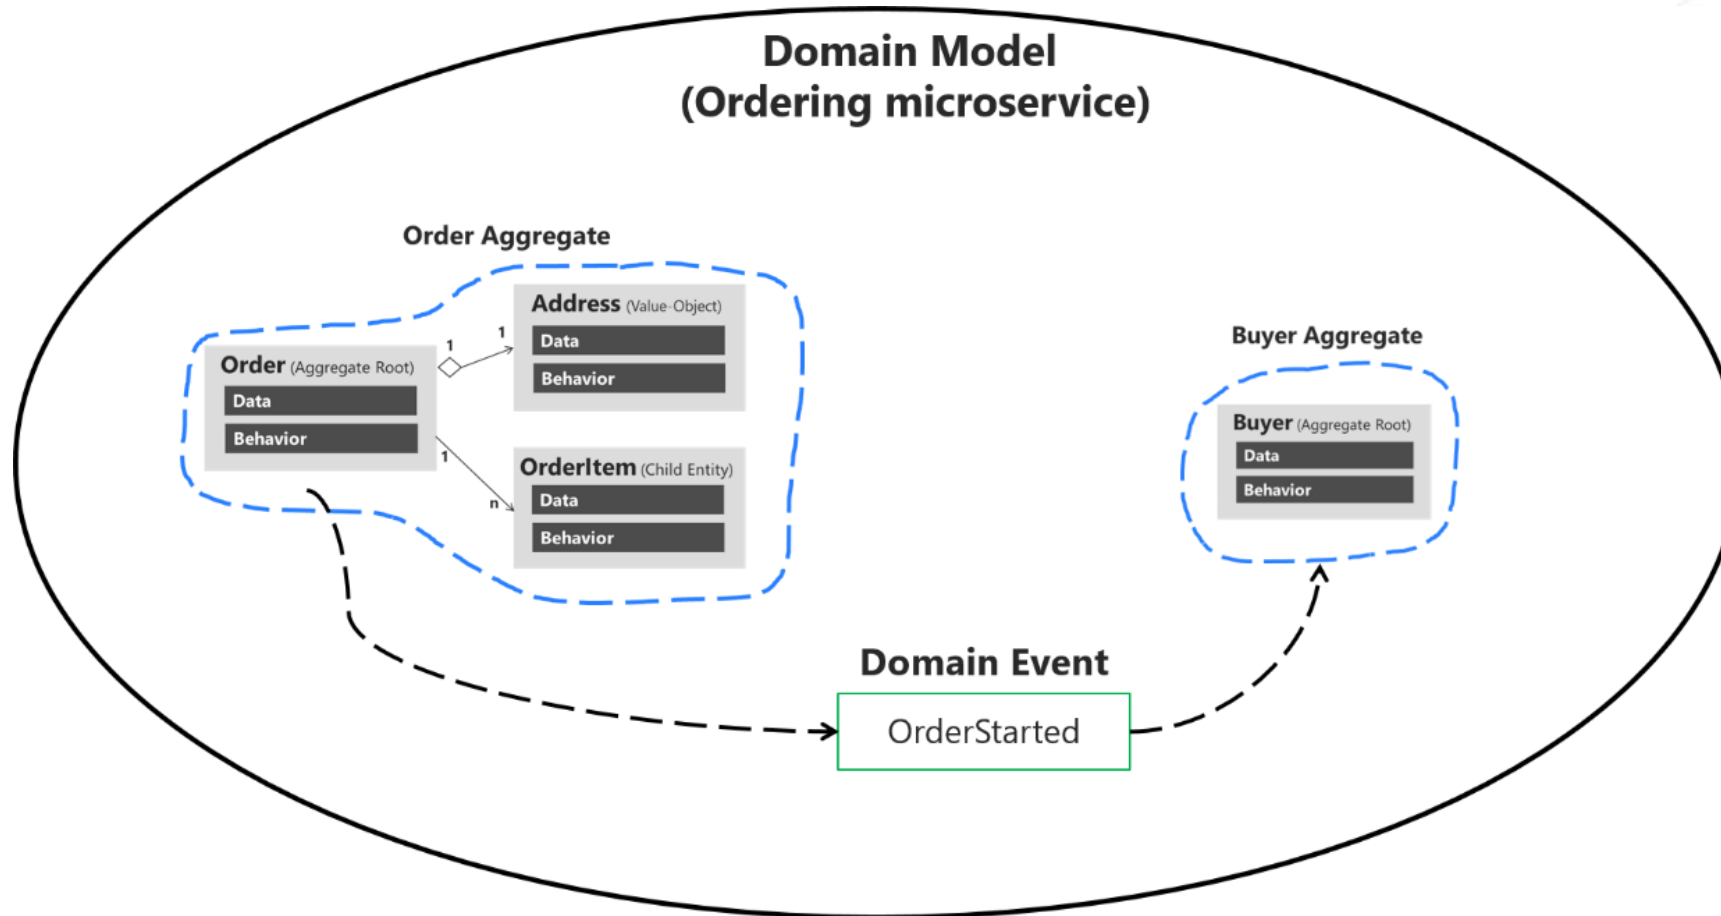 Domain Model
(Ordering microservice)
Order Aggregate
Address (Value-Object)
Data
Behavior
1
1
Order (Aggregate Root)
Data
Behavior
1
n
OrderItem (Child Entity)
Data
Behavior
Buyer Aggregate
Buyer (Aggregate Root)
Data
Behavior
Domain Event
OrderStarted